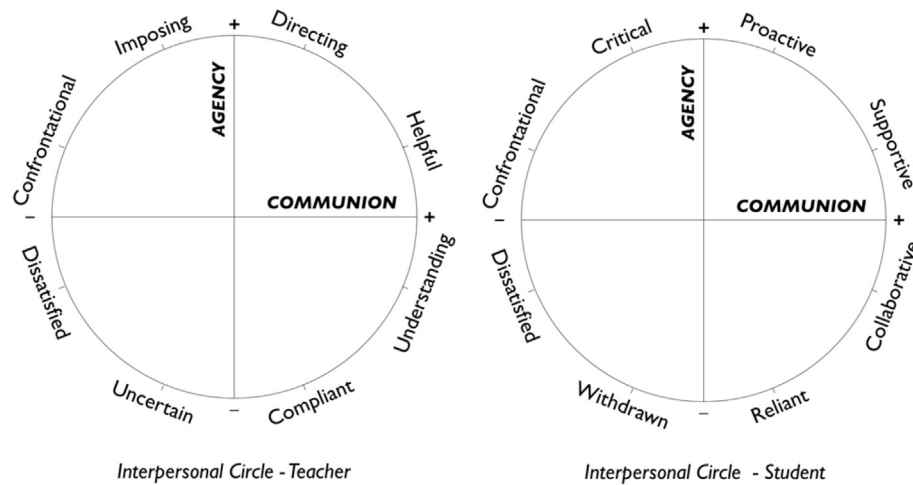 +
Imposing
Directing
AGENCY
Confrontational
Helpful
COMMUNION
–
+
Dissatisfied
Understanding
Uncertain
–
Compliant
Interpersonal Circle - Teacher
+
Critical
Proactive
AGENCY
Confrontational
Supportive
COMMUNION
–
+
Dissatisfied
Collaborative
Withdrawn
–
Reliant
Interpersonal Circle - Student